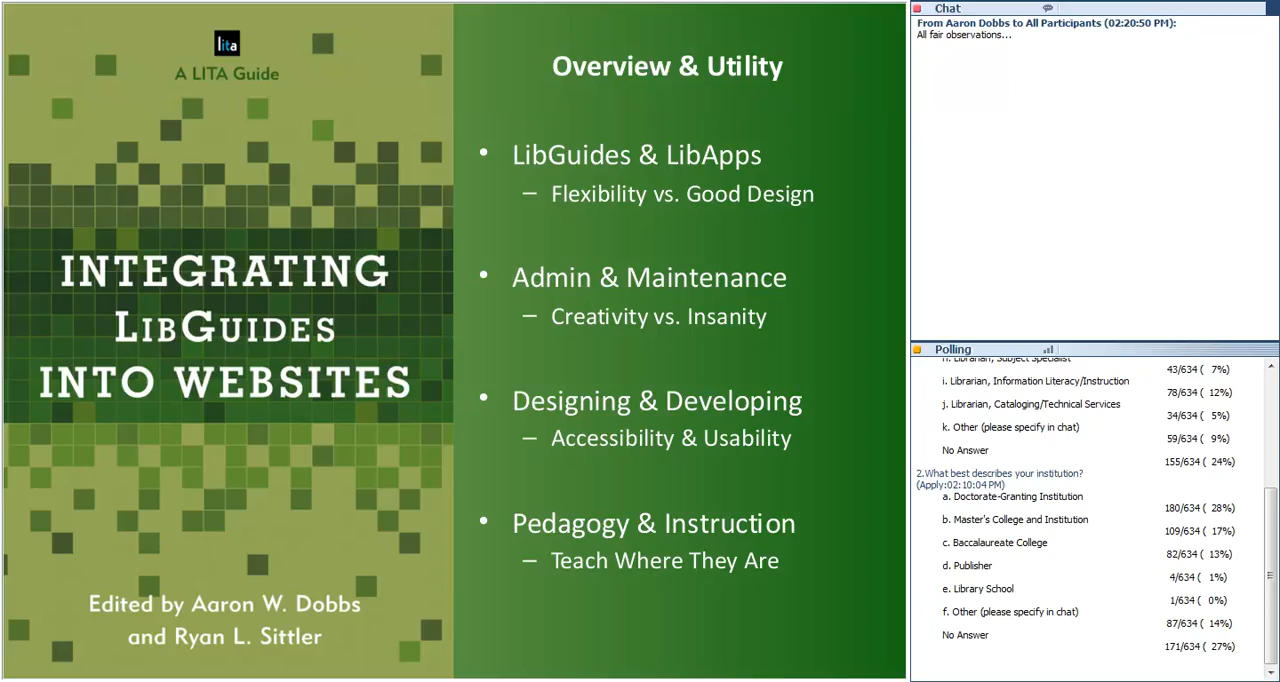 lita
A LITA Guide
INTEGRATING
LIBGUIDES
INTO WEBSITES
Edited by Aaron W. Dobbs
and Ryan L. Sittler
Overview & Utility
• LibGuides & LibApps
– Flexibility vs. Good Design
• Admin & Maintenance
– Creativity vs. Insanity
• Designing & Developing
– Accessibility & Usability
• Pedagogy & Instruction
– Teach Where They Are
Chat
From Aaron Dobbs to All Participants (02:20:50 PM):
All fair observations...
Polling
h. Librarian, Subject Specialist
43/634 ( 7%)
i. Librarian, Information Literacy/Instruction
78/634 ( 12%)
j. Librarian, Cataloging/Technical Services
34/634 ( 5%)
k. Other (please specify in chat)
59/634 ( 9%)
No Answer
155/634 ( 24%)
2.What best describes your institution?
(Apply:02:10:04 PM)
a. Doctorate-Granting Institution
180/634 ( 28%)
b. Master's College and Institution
109/634 ( 17%)
c. Baccalaureate College
82/634 ( 13%)
d. Publisher
4/634 ( 1%)
e. Library School
1/634 ( 0%)
f. Other (please specify in chat)
87/634 ( 14%)
No Answer
171/634 ( 27%)